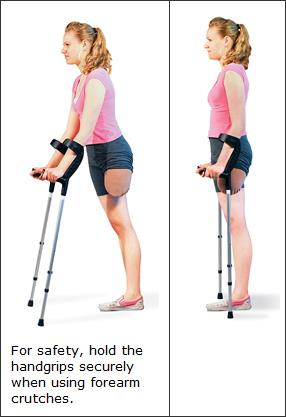 For safety, hold the
handgrips securely
when using forearm
crutches.